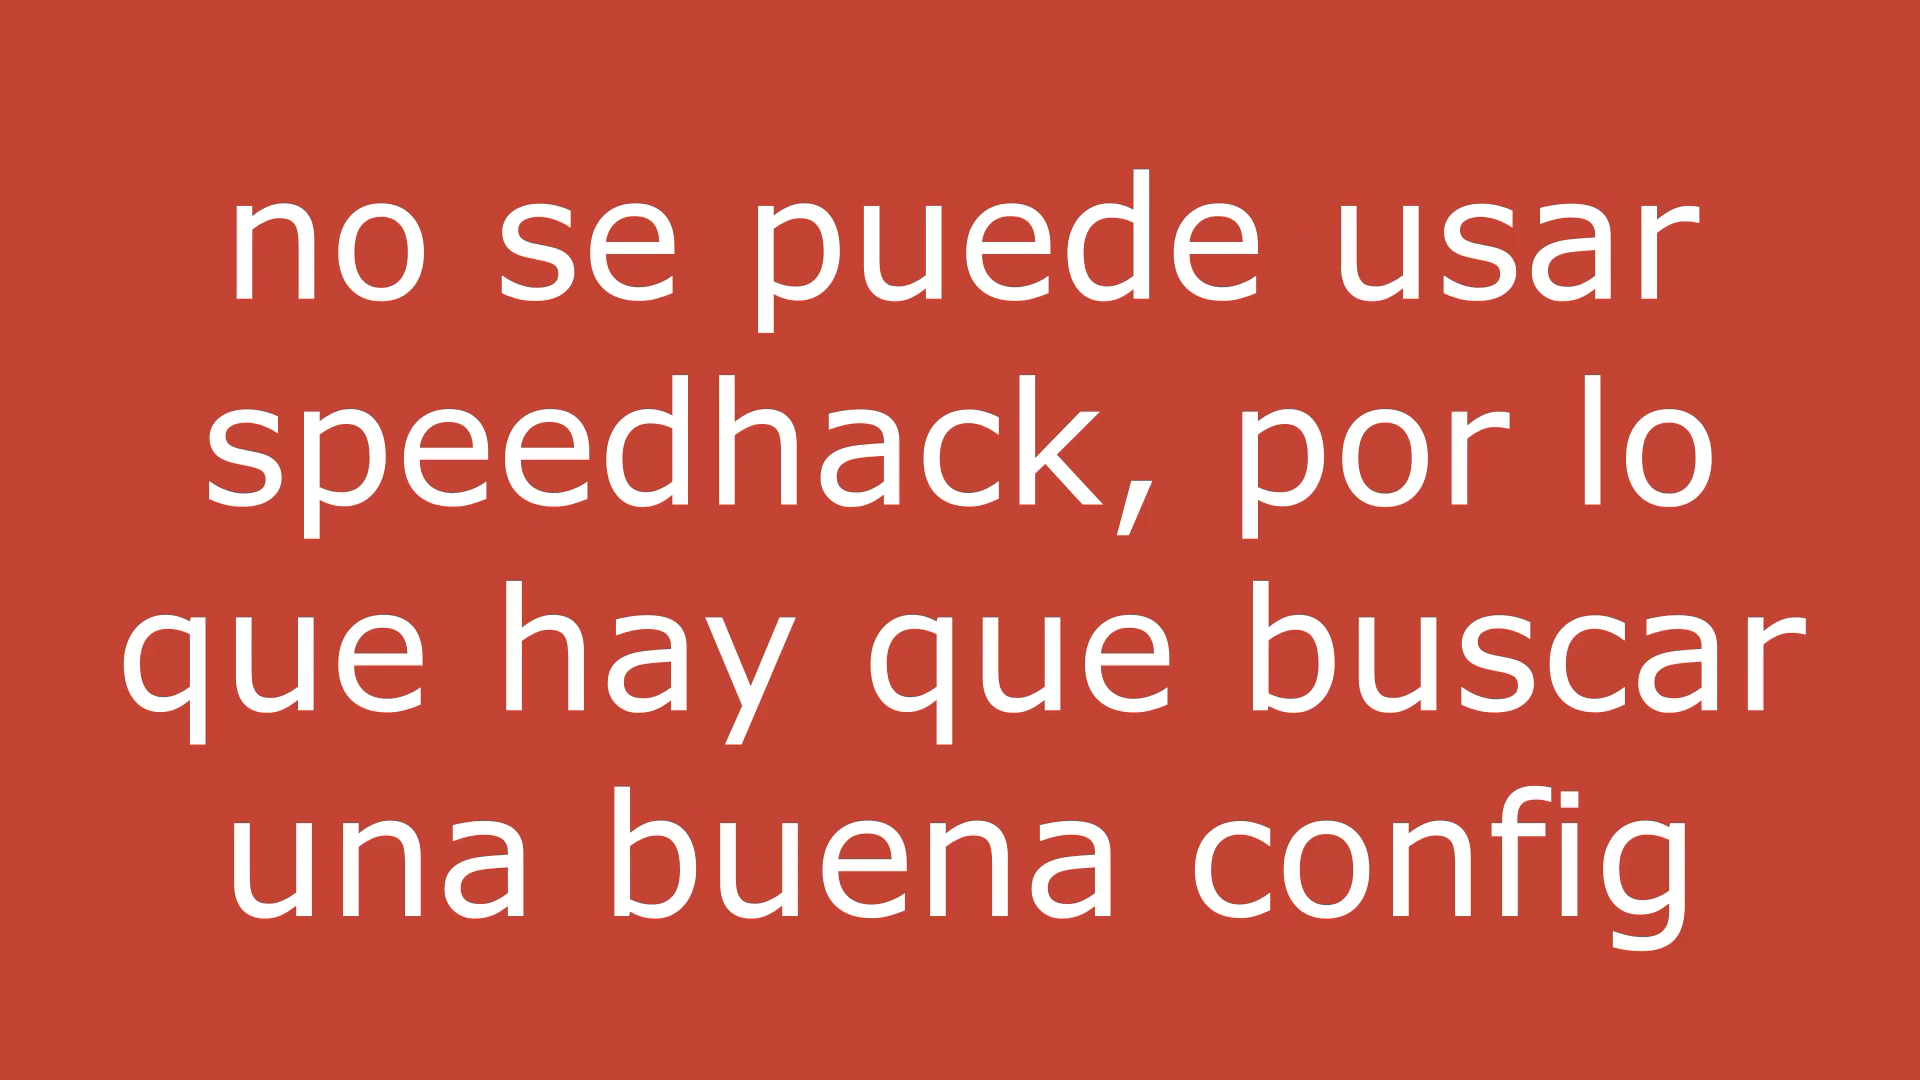 no se puede usar
speedhack, por lo
que hay que buscar
una buena config